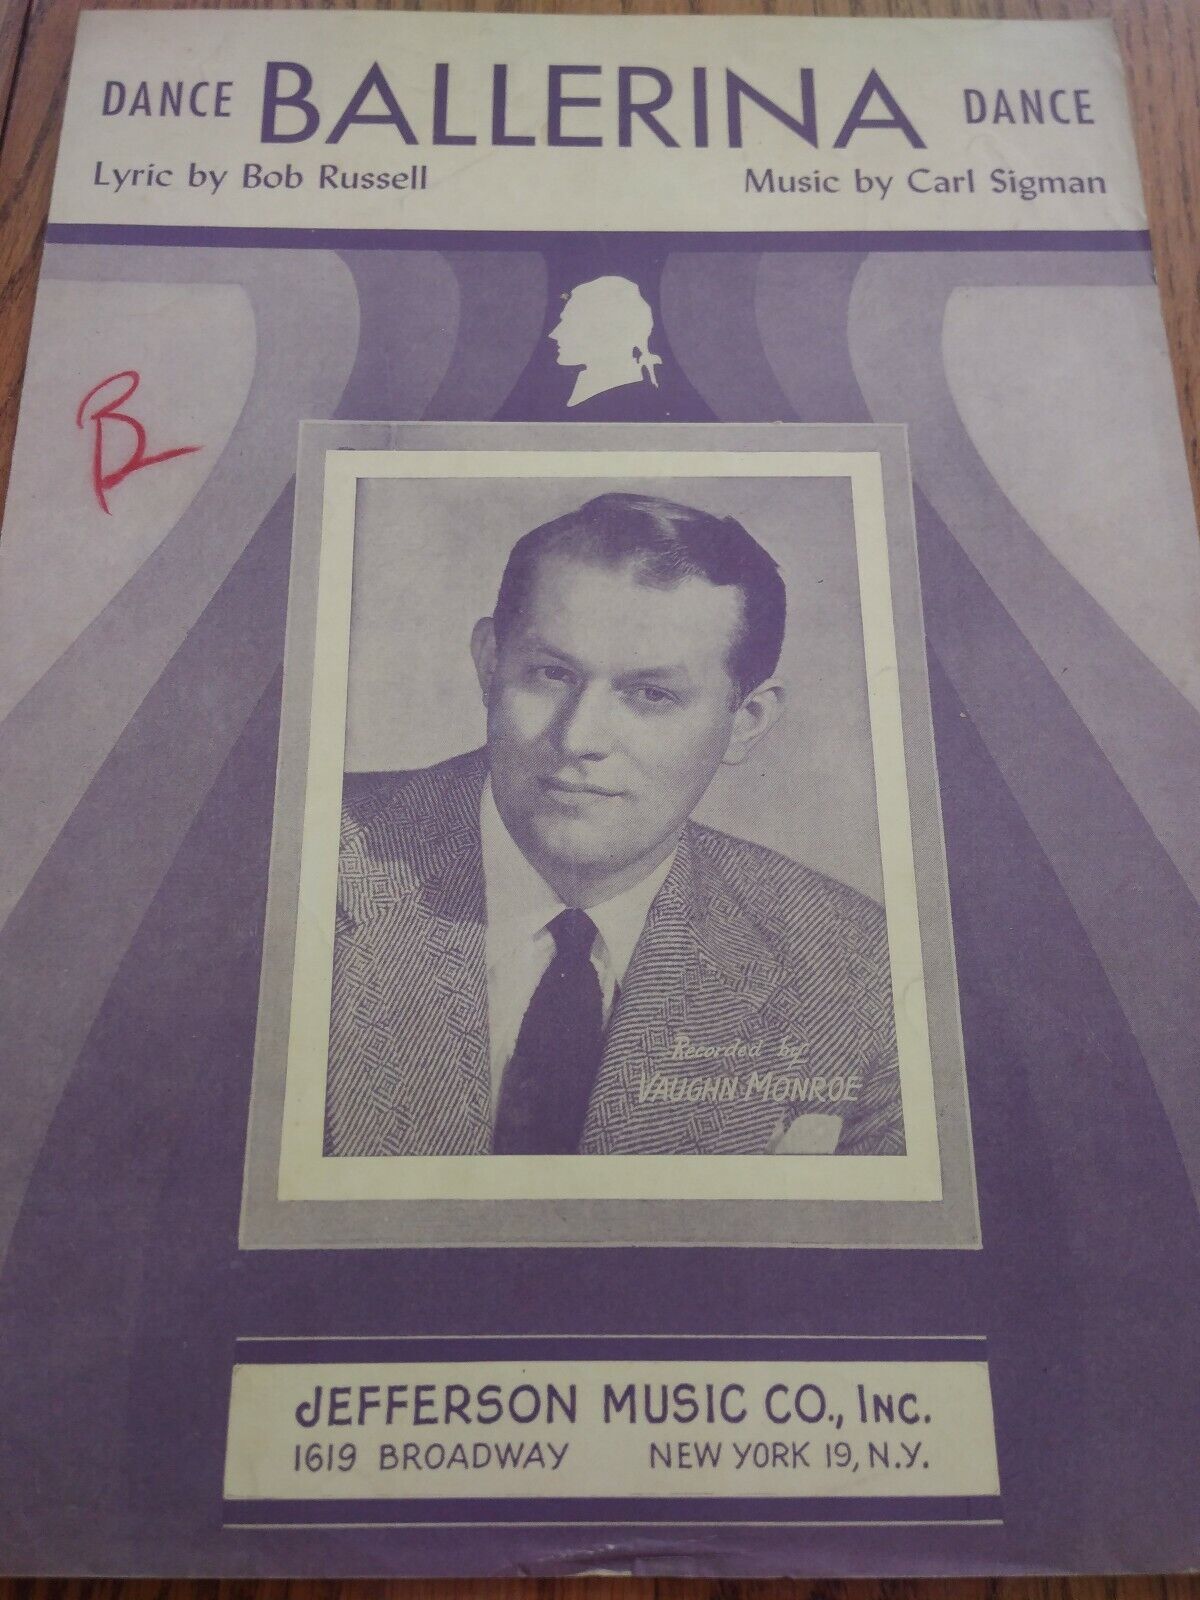 DANCE BALLERINA DANCE
Lyric by Bob Russell Music by Carl Sigman
B
Recorded by
VAUGHN MONROE
JEFFERSON MUSIC CO., INC.
1619 BROADWAY NEW YORK 19, N.Y.